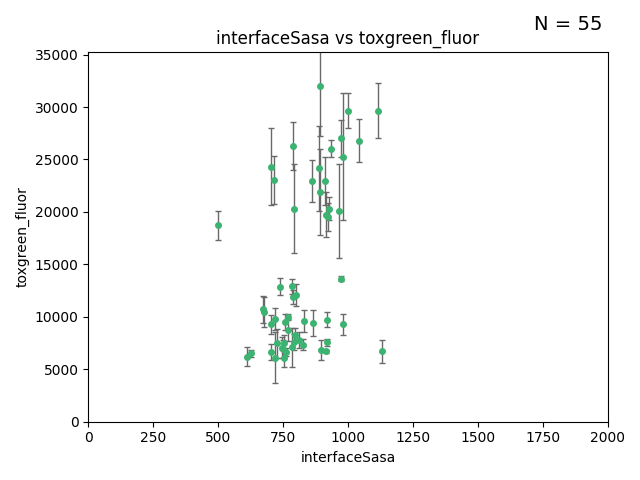 N = 55
interfaceSasa vs toxgreen_fluor
35000
30000
25000
20000
15000
10000
5000
0
toxgreen_fluor
0 250 500 750 1000 1250 1500 1750 2000
interfaceSasa